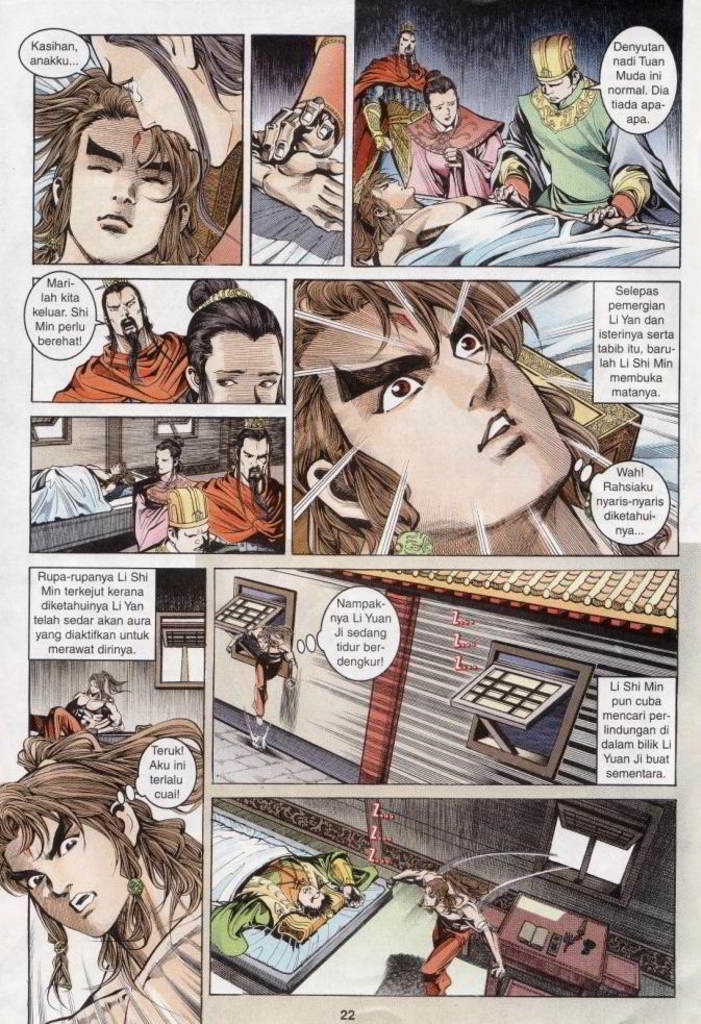 Kasihan,
anakku...
Denyutan
nadi Tuan
Muda ini
normal. Dia
tiada apa-
apa.
Mari-
lah kita
keluar. Shi
Min perlu
berehat!
Selepas
pemergian
Li Yan dan
isterinya serta
tabib itu, baru-
lah Li Shi Min
membuka
matanya.
Wah!
Rahsiaku
nyaris-nyaris
diketahui-
nya...
Rupa-rupanya Li Shi
Min terkejut kerana
diketahuinya Li Yan
telah sedar akan aura
yang diaktifkan untuk
merawat dirinya.
Teruk!
Aku ini
terlalu
cuai!
Nampak-
nya Li Yuan
Ji sedang
tidur ber-
dengkur!
Z...
Z...
Z...
Li Shi Min
pun cuba
mencari per-
lindungan di
dalam bilik Li
Yuan Ji buat
sementara.
Z...
Z...
Z...
22